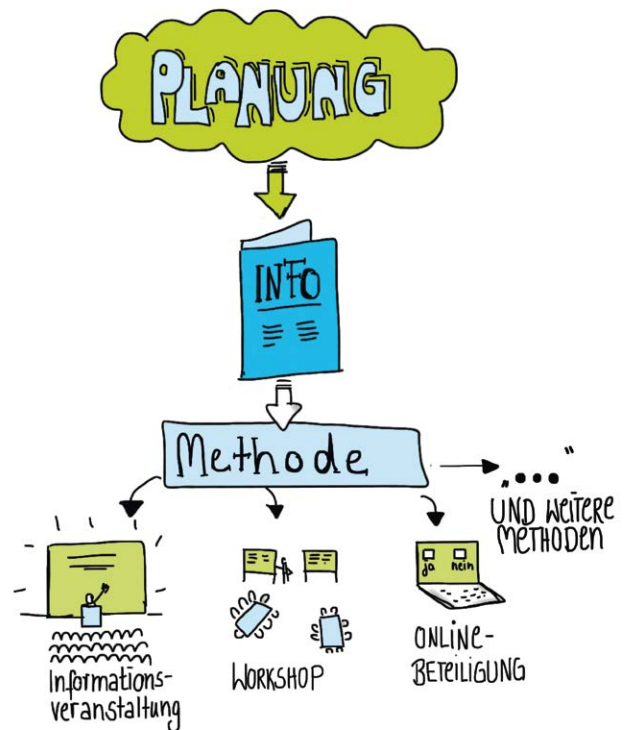 PLANUNG
INFO
Methode
„...."
UND WEITERE
METHODEN
ja nein
Informations-
veranstaltung
WORKSHOP
ONLINE-
BETEILIGUNG